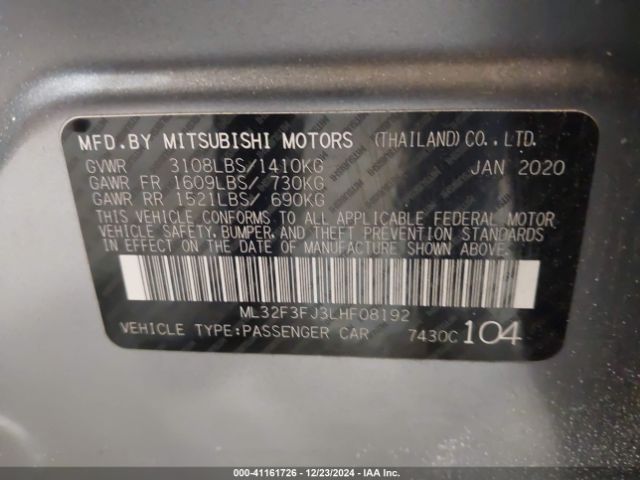 MFD.BY MITSUBISHI MOTORS (THAILAND)CO.,LTD.
GVWR 3108LBS/1410KG JAN 2020
GAWR FR 1609LBS/ 730KG
GAWR RR 1521LBS/ 690KG
THIS VEHICLE CONFORMS TO ALL APPLICABLE FEDERAL MOTOR
VEHICLE SAFETY, BUMPER, AND THEFT PREVENTION STANDARDS
IN EFFECT ON THE DATE OF MANUFACTURE SHOWN ABOVE.
ML32F3FJ3LHF08192
VEHICLE TYPE:PASSENGER CAR 7430C 104
000-41161726 - 12/23/2024 - IAA Inc.